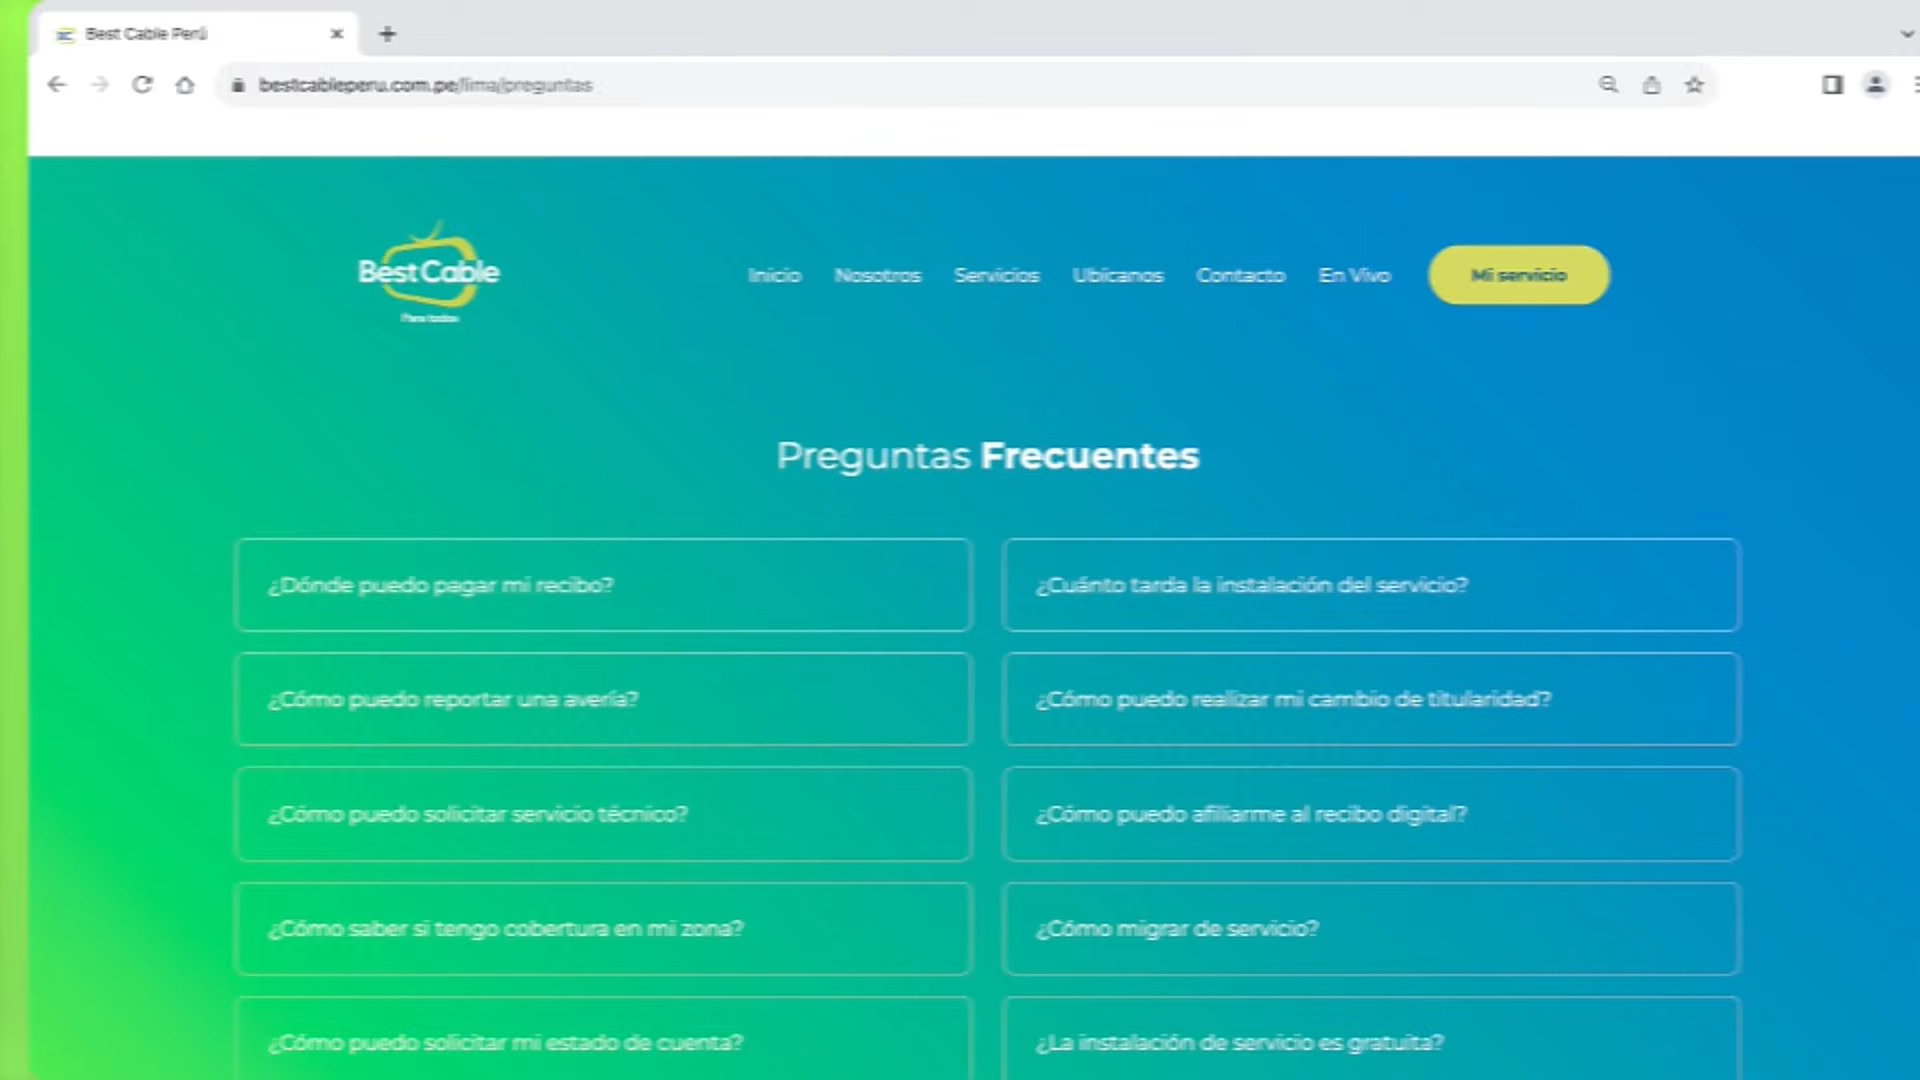 Best Cable Perú
bestcableperu.com.pe/lima/preguntas
BestCable
Para todos
Inicio
Nosotros
Servicios
Ubícanos
Contacto
En Vivo
Mi servicio
Preguntas Frecuentes
¿Dónde puedo pagar mi recibo?
¿Cuánto tarda la instalación del servicio?
¿Cómo puedo reportar una avería?
¿Cómo puedo realizar mi cambio de titularidad?
¿Cómo puedo solicitar servicio técnico?
¿Cómo puedo afiliarme al recibo digital?
¿Cómo saber si tengo cobertura en mi zona?
¿Cómo migrar de servicio?
¿Cómo puedo solicitar mi estado de cuenta?
¿La instalación de servicio es gratuita?